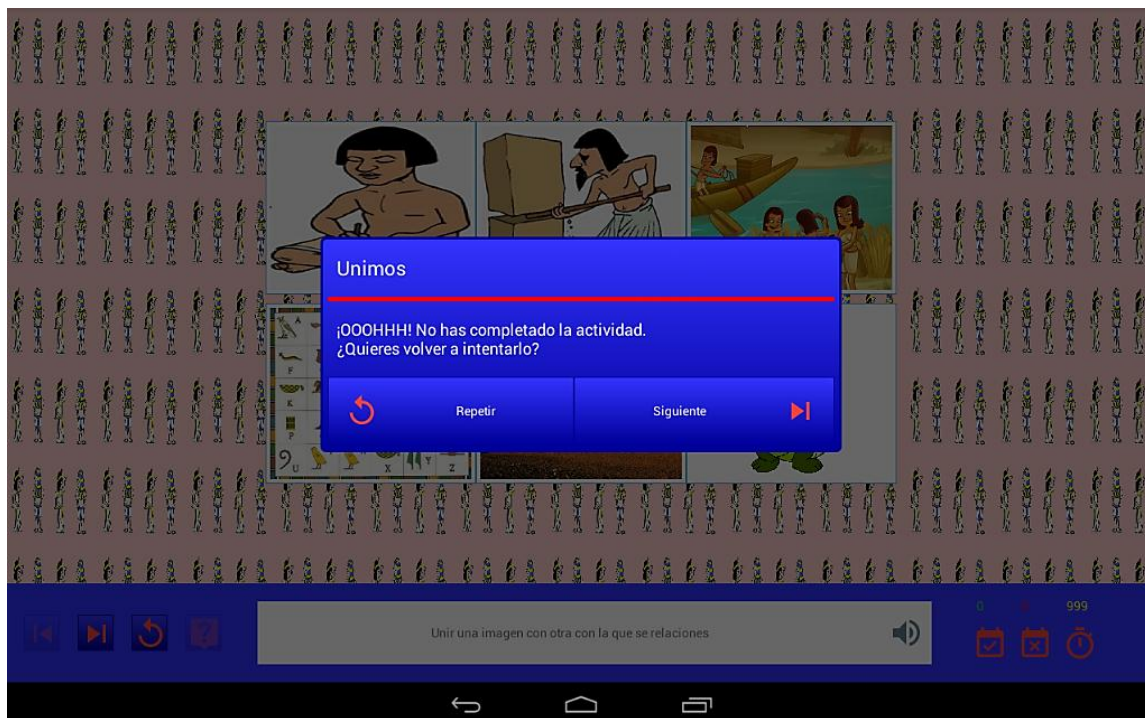 A
F
K
P
U X Y Z
Unimos
¡OOOHHH! No has completado la actividad.
¿Quieres volver a intentarlo?
Repetir Siguiente
Unir una imagen con otra con la que se relaciones
0 999
?